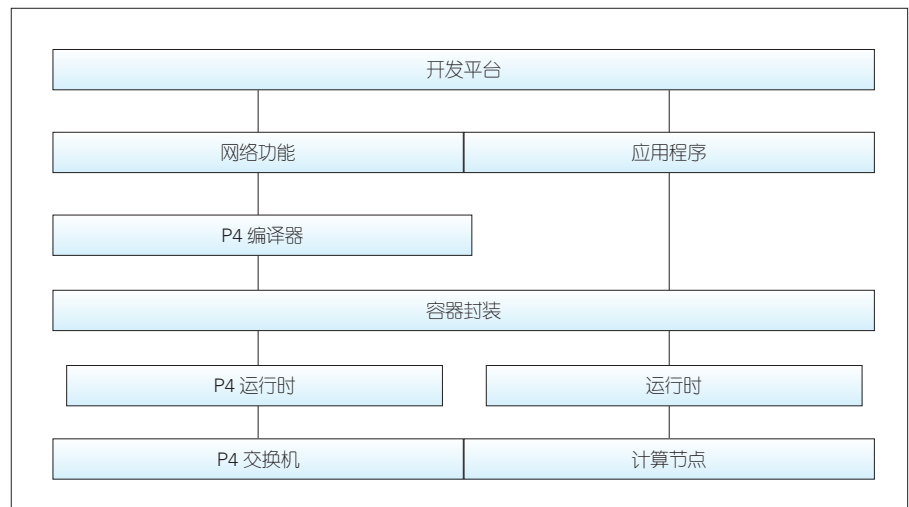 开发平台
网络功能
应用程序
P4 编译器
容器封装
P4 运行时
运行时
P4 交换机
计算节点